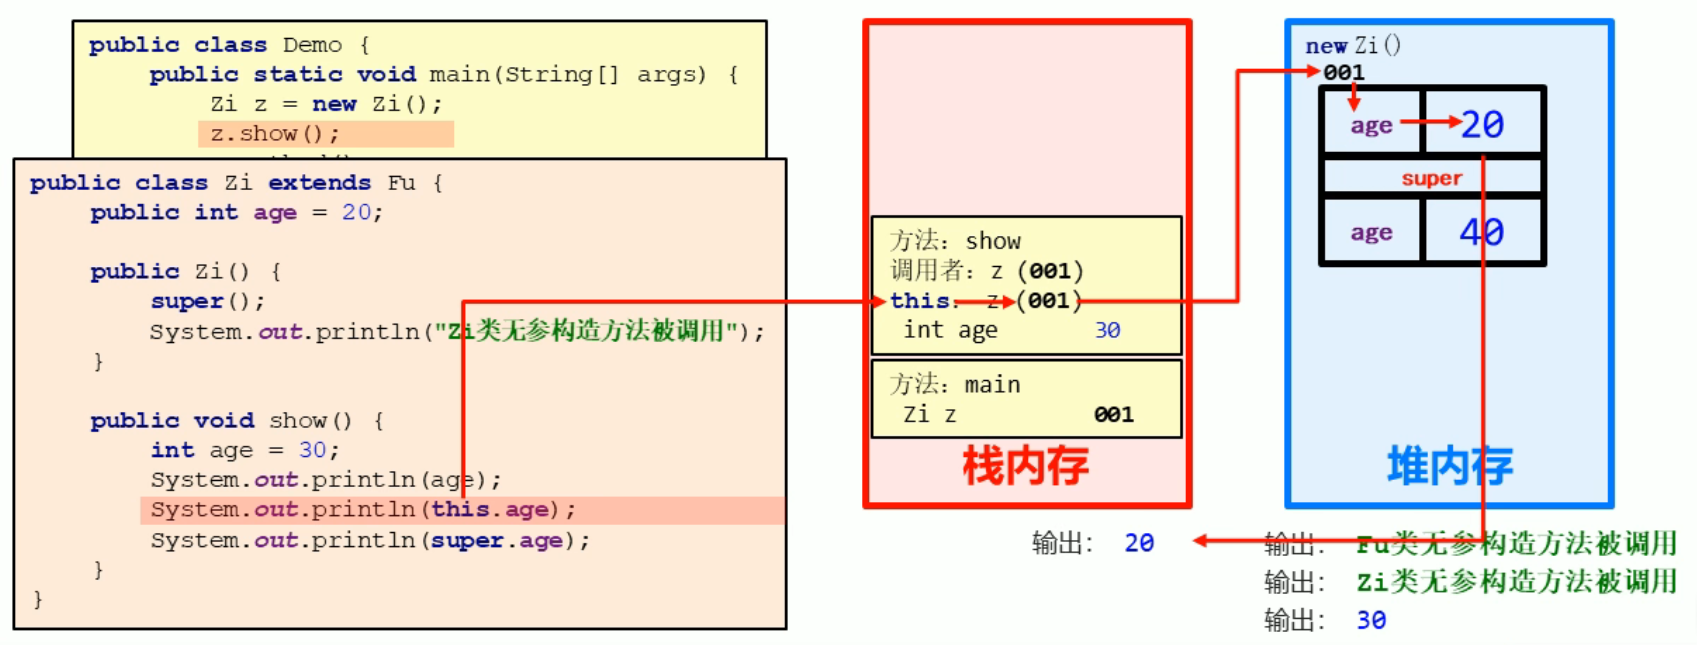 public class Demo {
public static void main(String[] args) {
Zi z = new Zi();
z.show();
public class Zi extends Fu {
public int age = 20;
public Zi() {
super();
System.out.println("Zi类无参构造方法被调用");
}
public void show() {
int age = 30;
System.out.println(age);
System.out.println(this.age);
System.out.println(super.age);
}
}
方法: show
调用者: z (001)
this: z (001)
int age 30
方法: main
Zi z 001
栈内存
new Zi()
001
age 20
super
age 40
堆内存
输出: 20
输出: Fu类无参构造方法被调用
输出: Zi类无参构造方法被调用
输出: 30